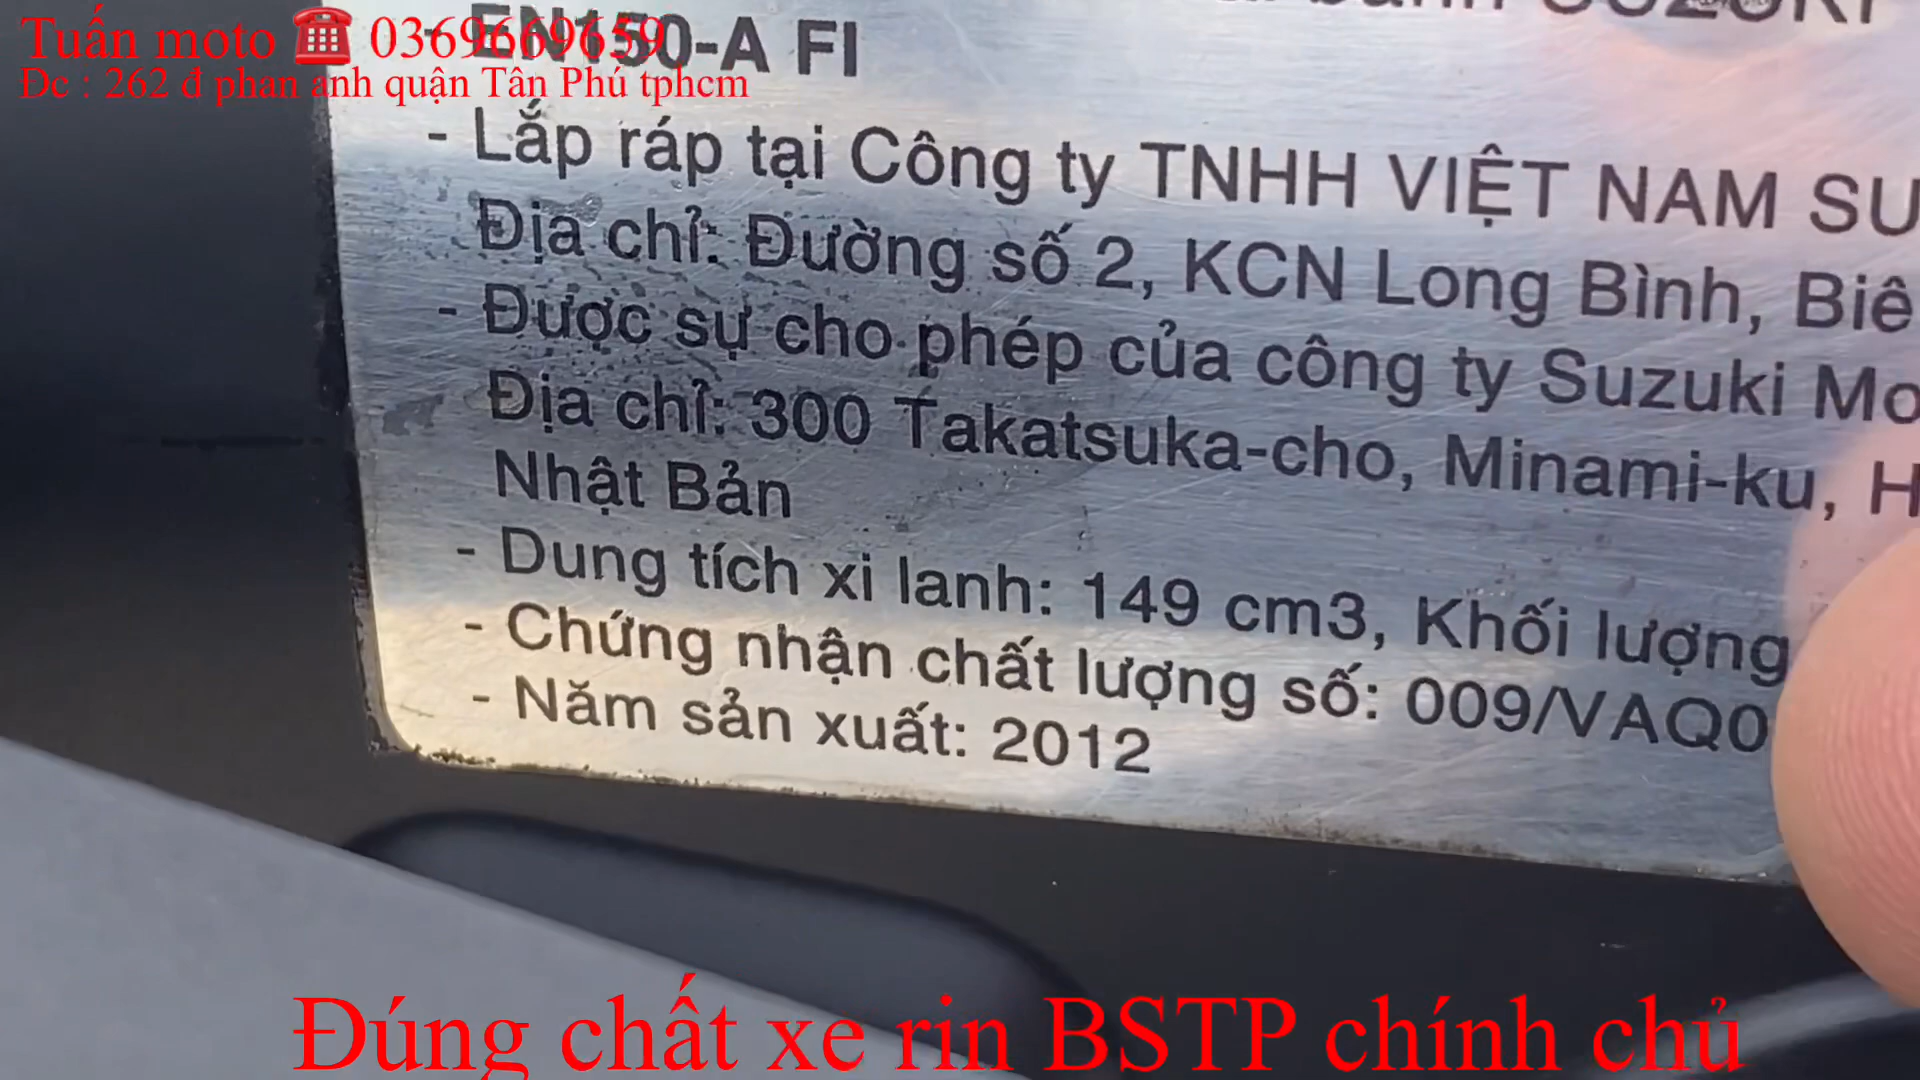 SUZUKI
Tuấn moto ☎ 0369669659
EN150-A FI
Đc : 262 đ phan anh quận Tân Phú tphcm
- Lắp ráp tại Công ty TNHH VIỆT NAM SU
Địa chỉ: Đường số 2, KCN Long Bình, Biê
- Được sự cho phép của công ty Suzuki Mo
Địa chỉ: 300 Takatsuka-cho, Minami-ku, H
Nhật Bản
- Dung tích xi lanh: 149 cm3, Khối lượng
- Chứng nhận chất lượng số: 009/VAQ0
- Năm sản xuất: 2012
Đúng chất xe rin BSTP chính chủ